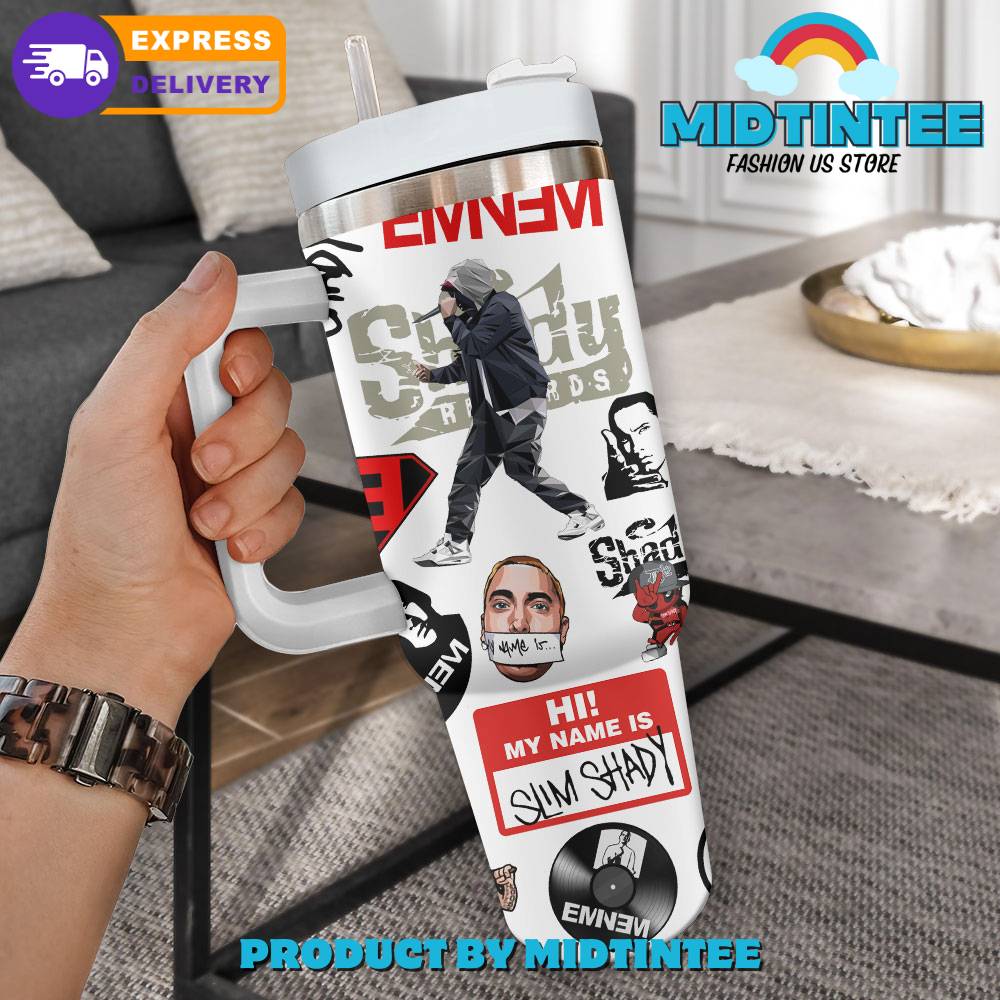 EXPRESS
DELIVERY
MIDTINTEE
FASHION US STORE
EMINEM
Shady
RECORDS
E
Shad
MY NAME IS...
HI!
MY NAME IS
SLIM SHADY
EMINEM
PRODUCT BY MIDTINTEE